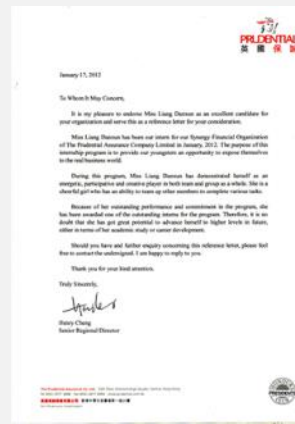 PRUDENTIAL
英國保誠
January 17, 2012
To Whom It May Concern,
It is my pleasure to endorse Miss Liang Danxun as an excellent candidate for
your organization and serve this as a reference letter for your consideration.
Miss Liang Danxun has been our intern for our Synergy Financial Organization
of The Prudential Assurance Company Limited in January, 2012. The purpose of this
internship program is to provide our youngsters an opportunity to expose themselves
to the real business world.
During this program, Miss Liang Danxun has demonstrated herself as an
energetic, participative and creative player in both team and group as a whole. She is a
cheerful girl who has an ability to team up other members to complete various tasks.
Because of her outstanding performance and commitment in the program, she
has been awarded one of the outstanding interns for the program. Therefore, it is no
doubt that she has got great potential to advance herself to higher levels in future,
either in terms of her academic study or career development.
Should you have and further enquiry concerning this reference letter, please feel
free to contact the undersigned. I am happy to reply to you.
Thank you for your kind attention.
Truly Sincerely,
Henry Chang
Senior Regional Director